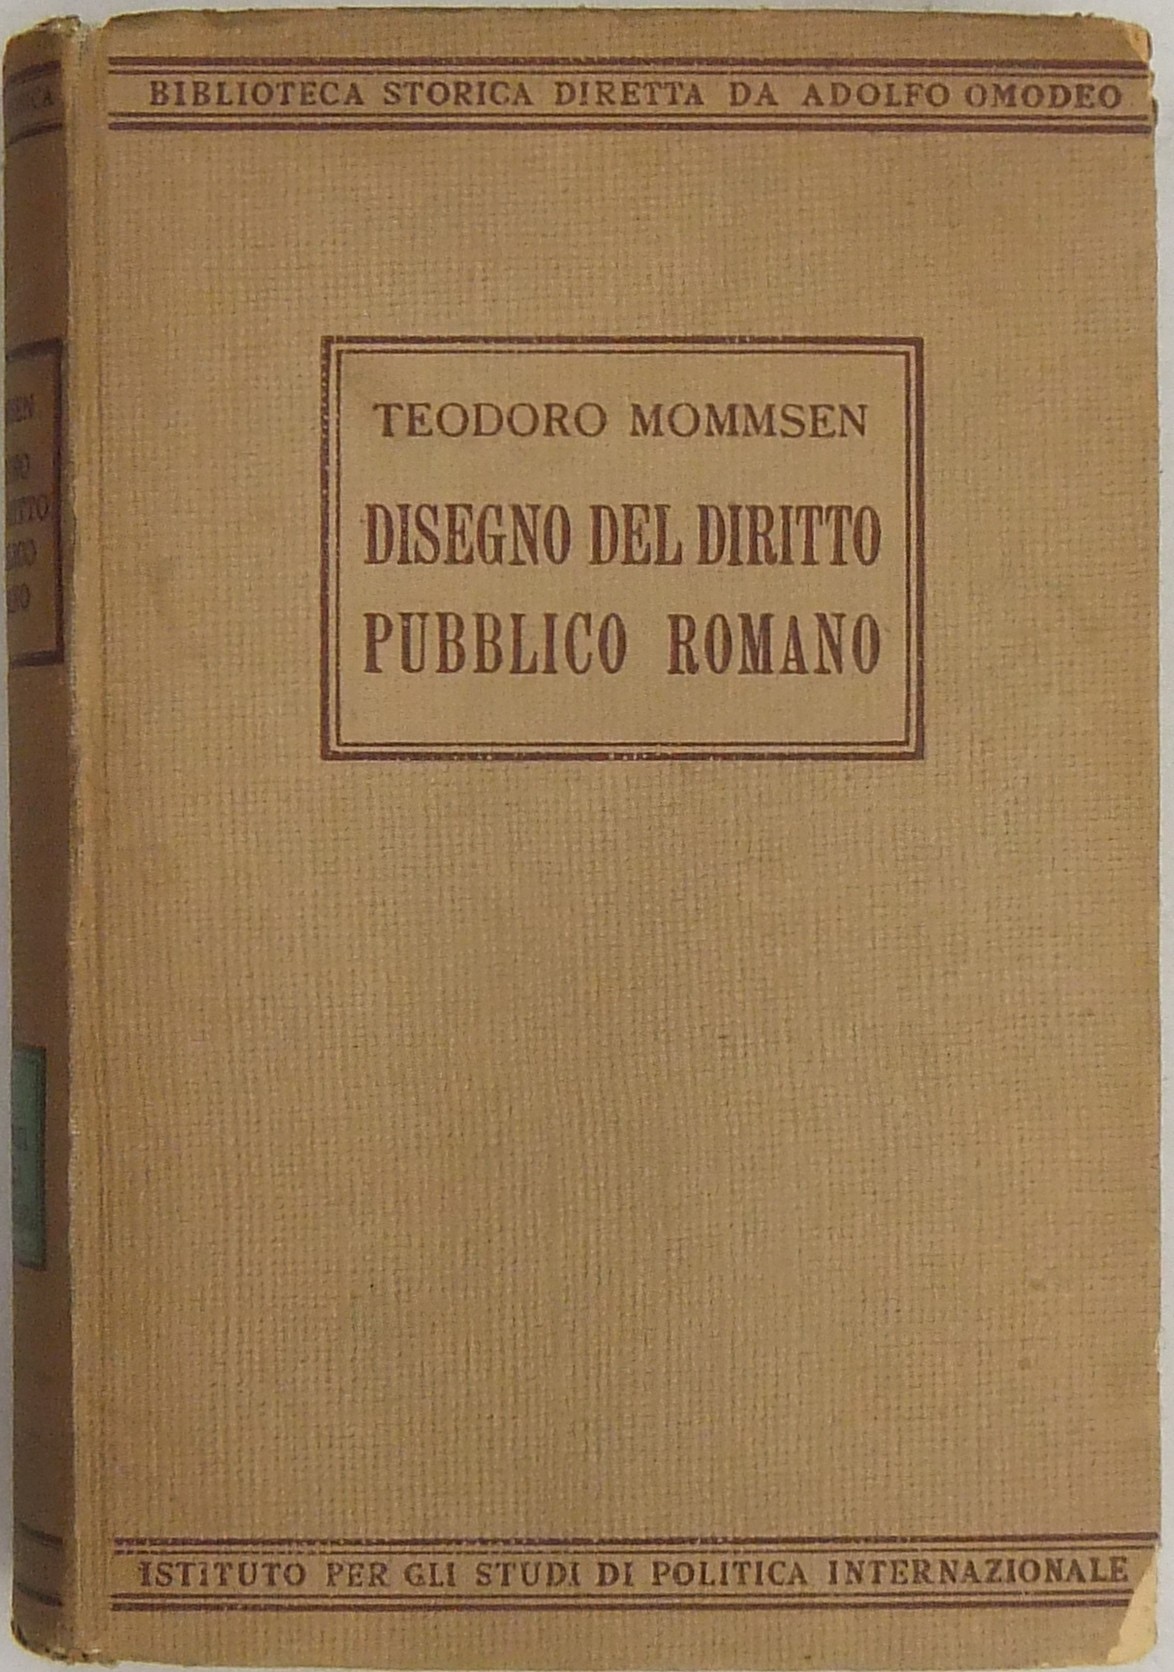 BIBLIOTECA STORICA DIRETTA DA ADOLFO OMODEO
TEODORO MOMMSEN
DISEGNO DEL DIRITTO
PUBBLICO ROMANO
ISTITUTO PER GLI STUDI DI POLITICA INTERNAZIONALE